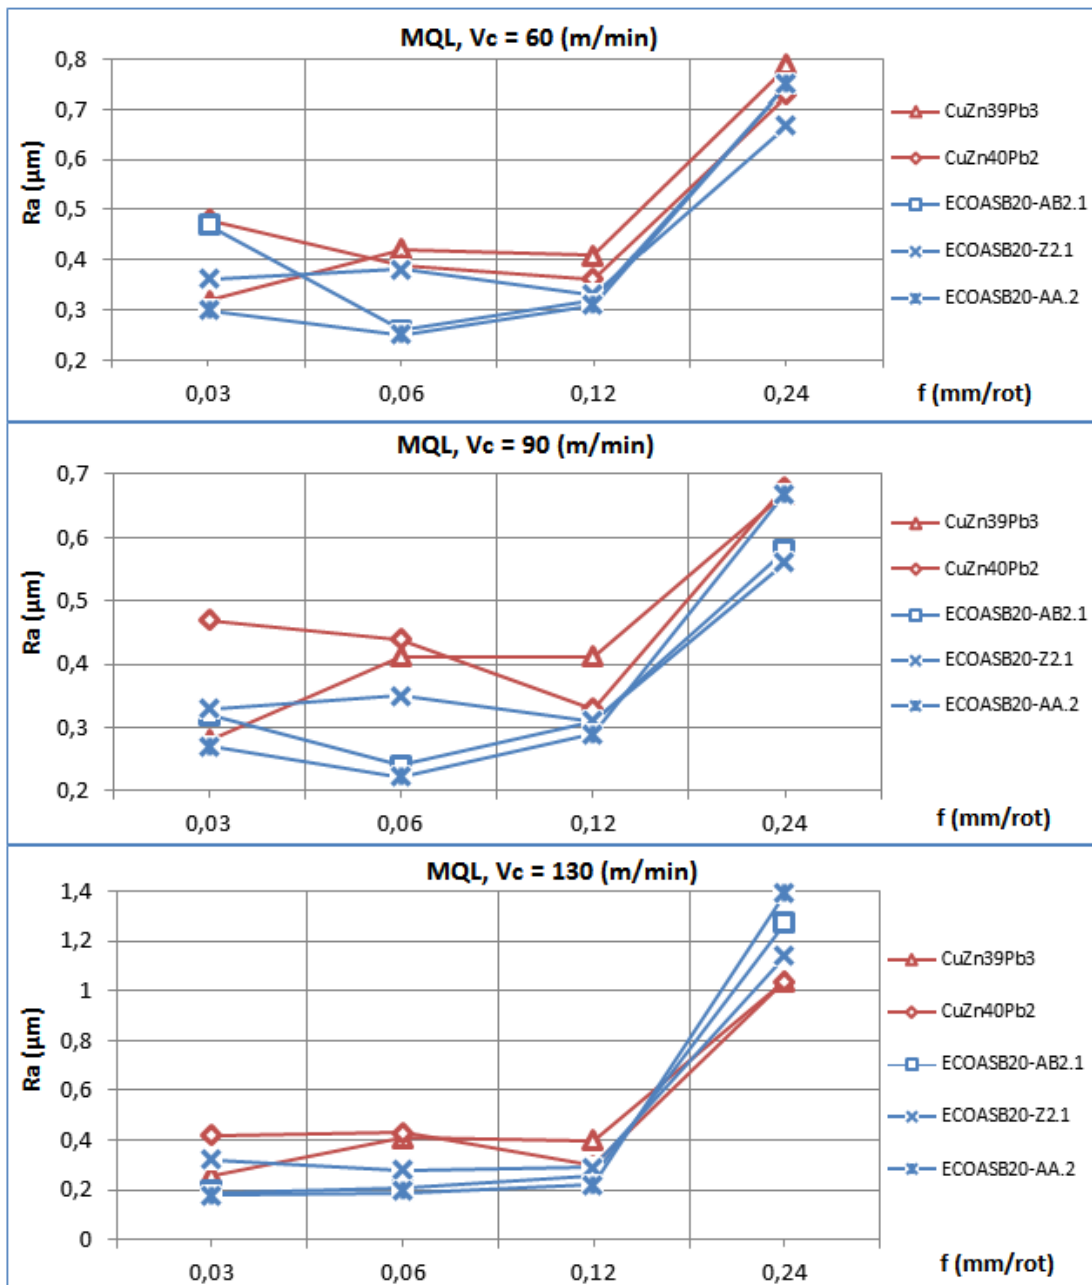 MQL, Vc = 60 (m/min)
0,8
0,7
0,6
0,5
0,4
0,3
0,2
Ra (µm)
0,03 0,06 0,12 0,24 f (mm/rot)
CuZn39Pb3
CuZn40Pb2
ECOASB20-AB2.1
ECOASB20-Z2.1
ECOASB20-AA.2
MQL, Vc = 90 (m/min)
0,7
0,6
0,5
0,4
0,3
0,2
Ra (µm)
0,03 0,06 0,12 0,24 f (mm/rot)
CuZn39Pb3
CuZn40Pb2
ECOASB20-AB2.1
ECOASB20-Z2.1
ECOASB20-AA.2
MQL, Vc = 130 (m/min)
1,4
1,2
1
0,8
0,6
0,4
0,2
0
Ra (µm)
0,03 0,06 0,12 0,24 f (mm/rot)
CuZn39Pb3
CuZn40Pb2
ECOASB20-AB2.1
ECOASB20-Z2.1
ECOASB20-AA.2